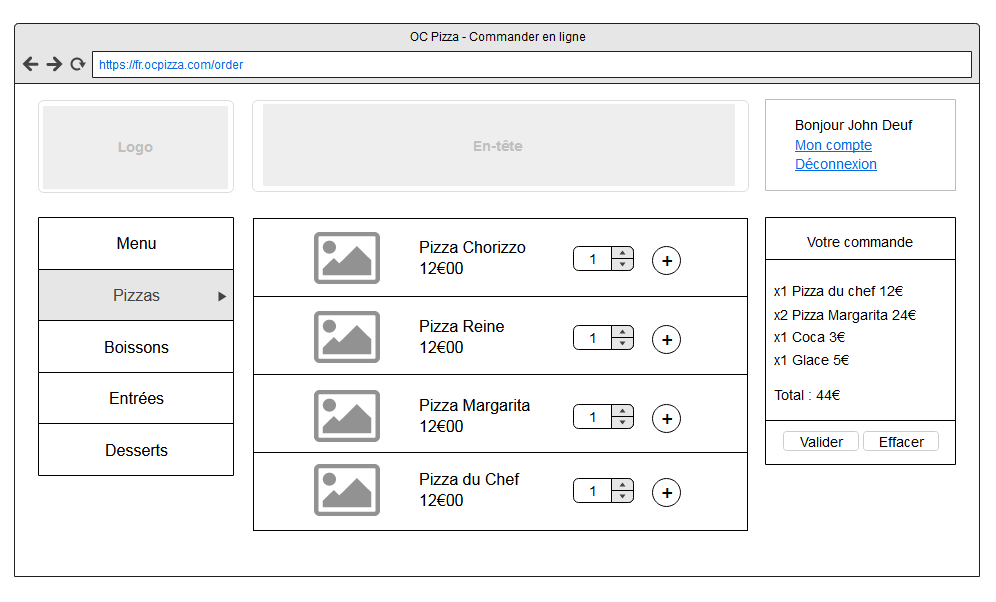 OC Pizza - Commander en ligne
https://fr.ocpizza.com/order
Logo
En-tête
Bonjour John Deuf
Mon compte
Déconnexion
Menu
Pizzas
Boissons
Entrées
Desserts
Pizza Chorizzo
12€00
1
+
Pizza Reine
12€00
1
+
Pizza Margarita
12€00
1
+
Pizza du Chef
12€00
1
+
Votre commande
x1 Pizza du chef 12€
x2 Pizza Margarita 24€
x1 Coca 3€
x1 Glace 5€
Total : 44€
Valider
Effacer